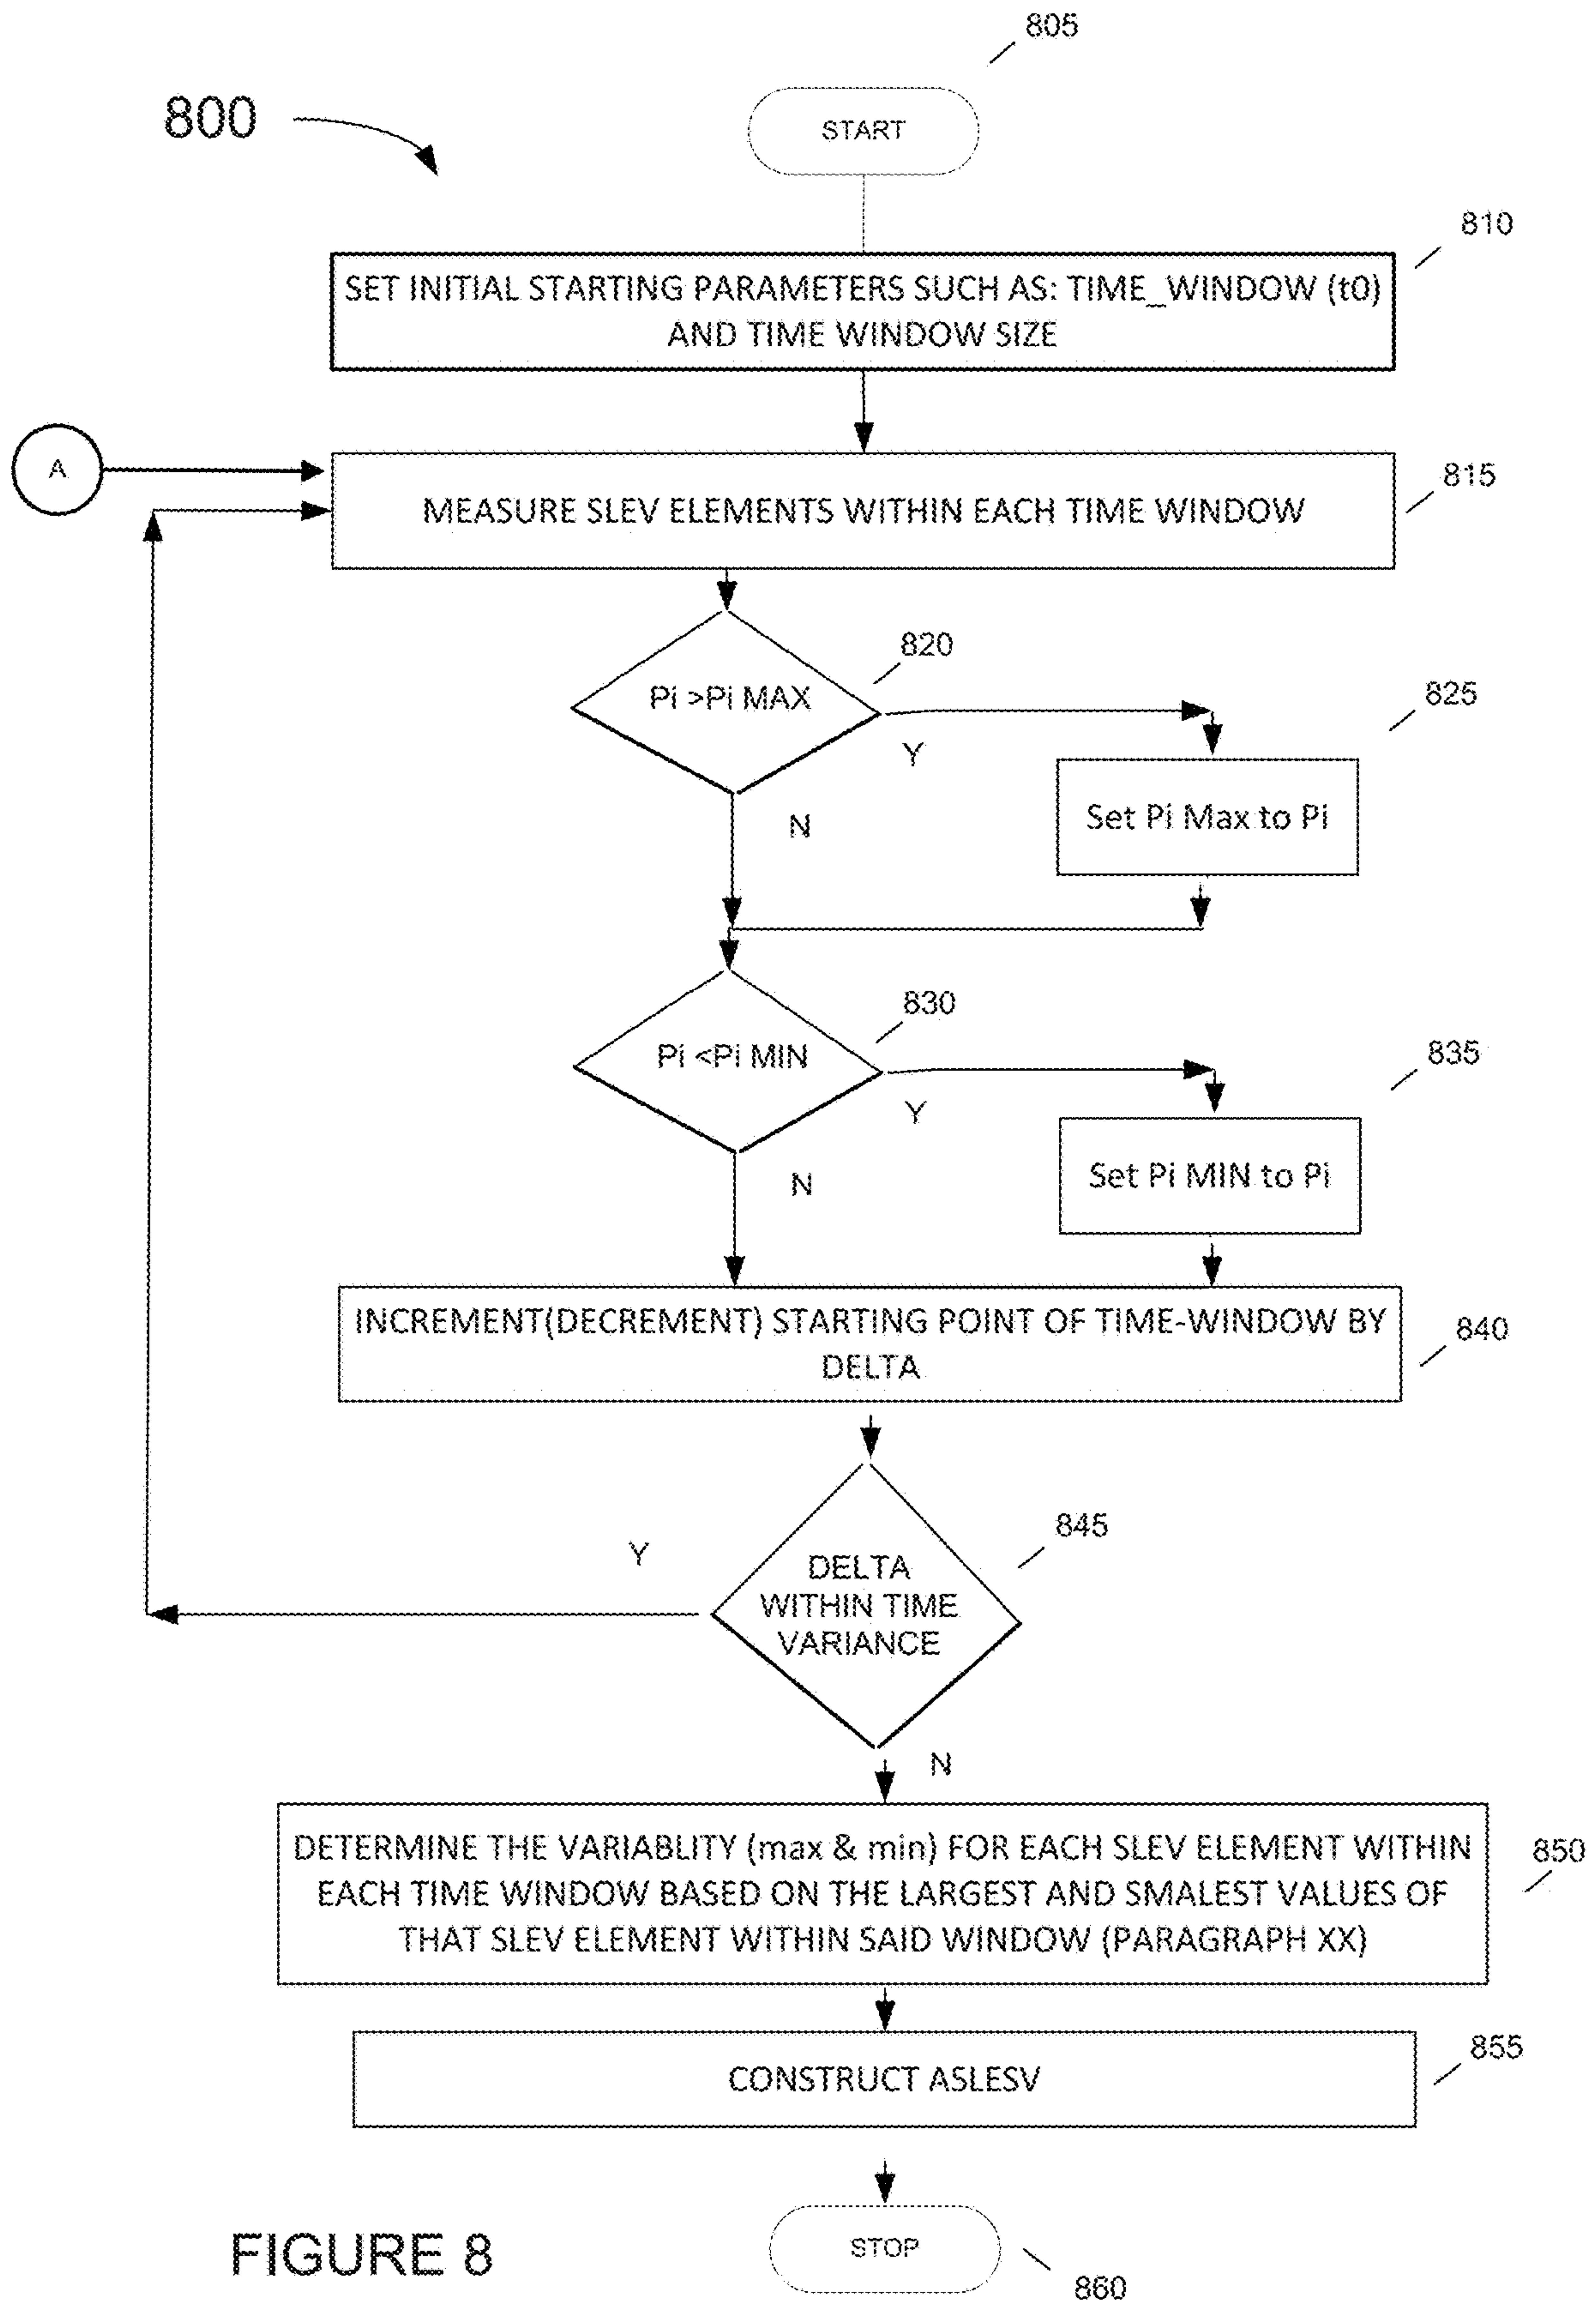 805
800
START
810
SET INITIAL STARTING PARAMETERS SUCH AS: TIME_WINDOW (t0)
AND TIME WINDOW SIZE
A
815
MEASURE SLEV ELEMENTS WITHIN EACH TIME WINDOW
820
Pi >Pi MAX
825
Y
Set Pi Max to Pi
N
830
Pi <Pi MIN
835
Y
Set Pi MIN to Pi
N
INCREMENT(DECREMENT) STARTING POINT OF TIME-WINDOW BY
DELTA
840
845
Y
DELTA
WITHIN TIME
VARIANCE
N
DETERMINE THE VARIABLITY (max & min) FOR EACH SLEV ELEMENT WITHIN
EACH TIME WINDOW BASED ON THE LARGEST AND SMALEST VALUES OF
THAT SLEV ELEMENT WITHIN SAID WINDOW (PARAGRAPH XX)
850
855
CONSTRUCT ASLESV
STOP
860
FIGURE 8